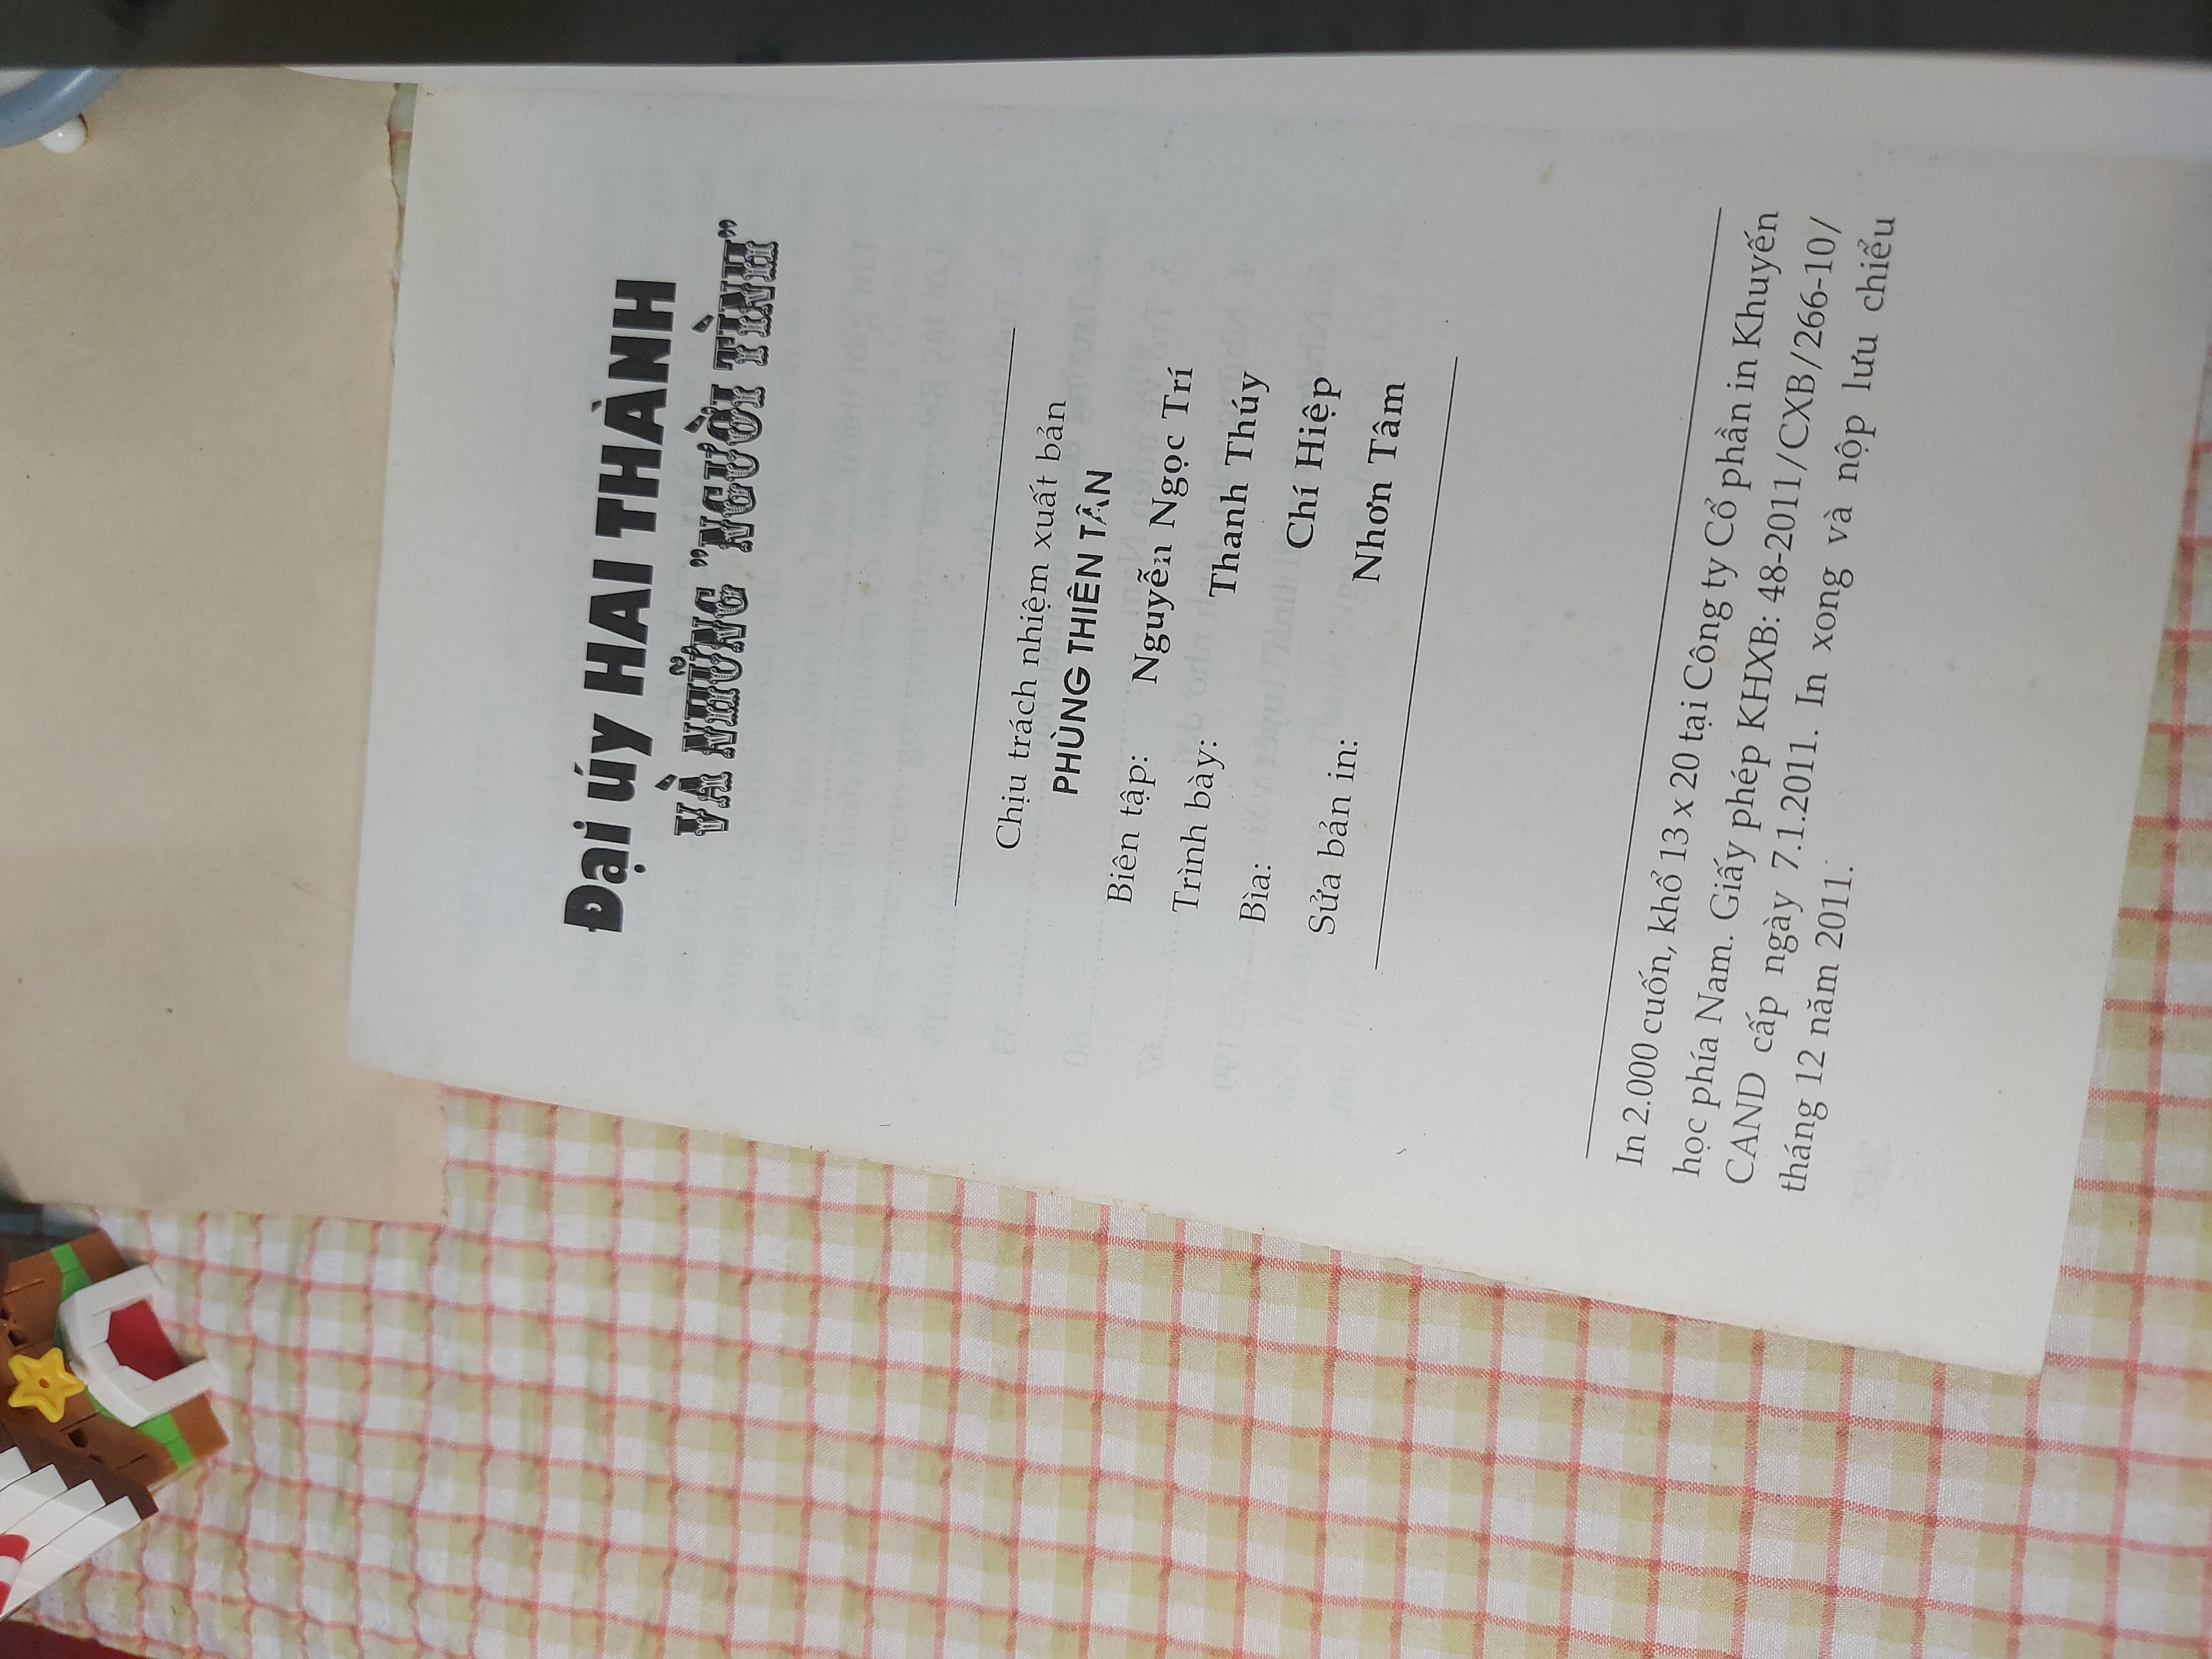 Đại úy HAI THÀNH
VÀ NHỮNG "NGƯỜI TÌNH"
Chịu trách nhiệm xuất bản
PHÙNG THIÊN TÂN
Biên tập: Nguyễn Ngọc Trí
Trình bày: Thanh Thúy
Bìa: Chí Hiệp
Sửa bản in: Nhơn Tâm
In 2.000 cuốn, khổ 13 x 20 tại Công ty Cổ phần in Khuyến
học phía Nam. Giấy phép KHXB: 48-2011/CXB/266-10/
CAND cấp ngày 7.1.2011. In xong và nộp lưu chiểu
tháng 12 năm 2011.